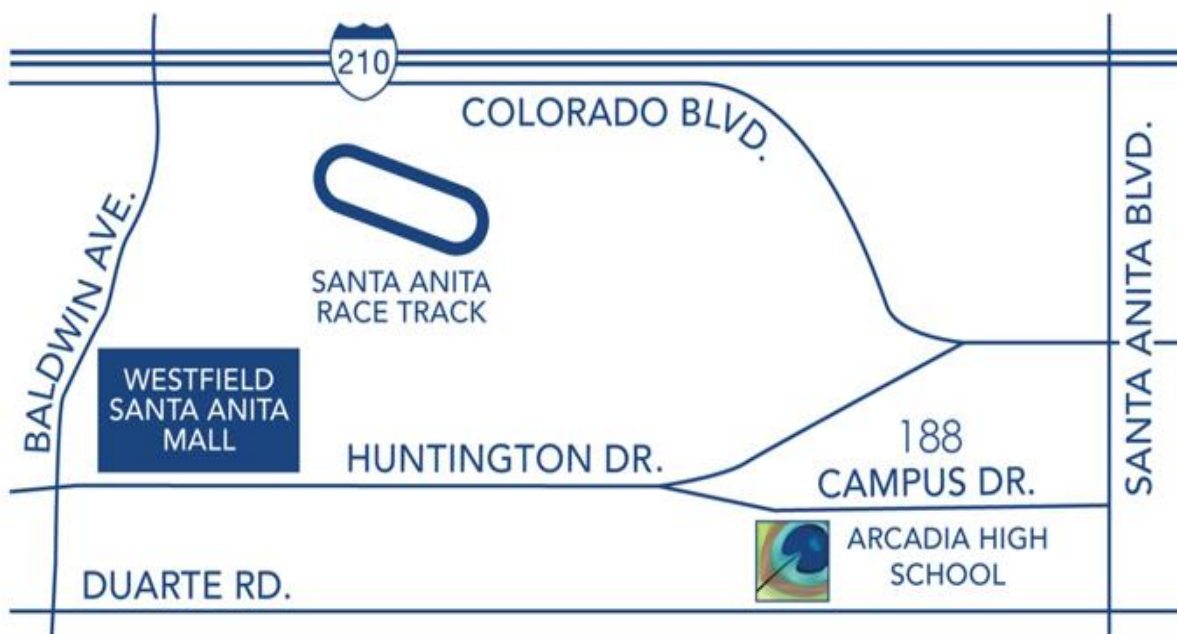 210
COLORADO BLVD.
SANTA ANITA BLVD.
BALDWIN AVE.
SANTA ANITA
RACE TRACK
WESTFIELD
SANTA ANITA
MALL
HUNTINGTON DR.
188
CAMPUS DR.
ARCADIA HIGH
SCHOOL
DUARTE RD.